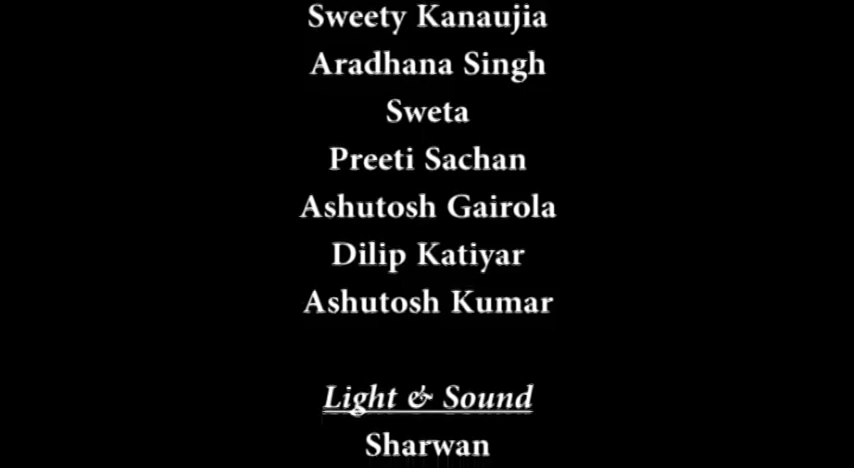 Sweety Kanaujia
Aradhana Singh
Sweta
Preeti Sachan
Ashutosh Gairola
Dilip Katiyar
Ashutosh Kumar
Light & Sound
Sharwan